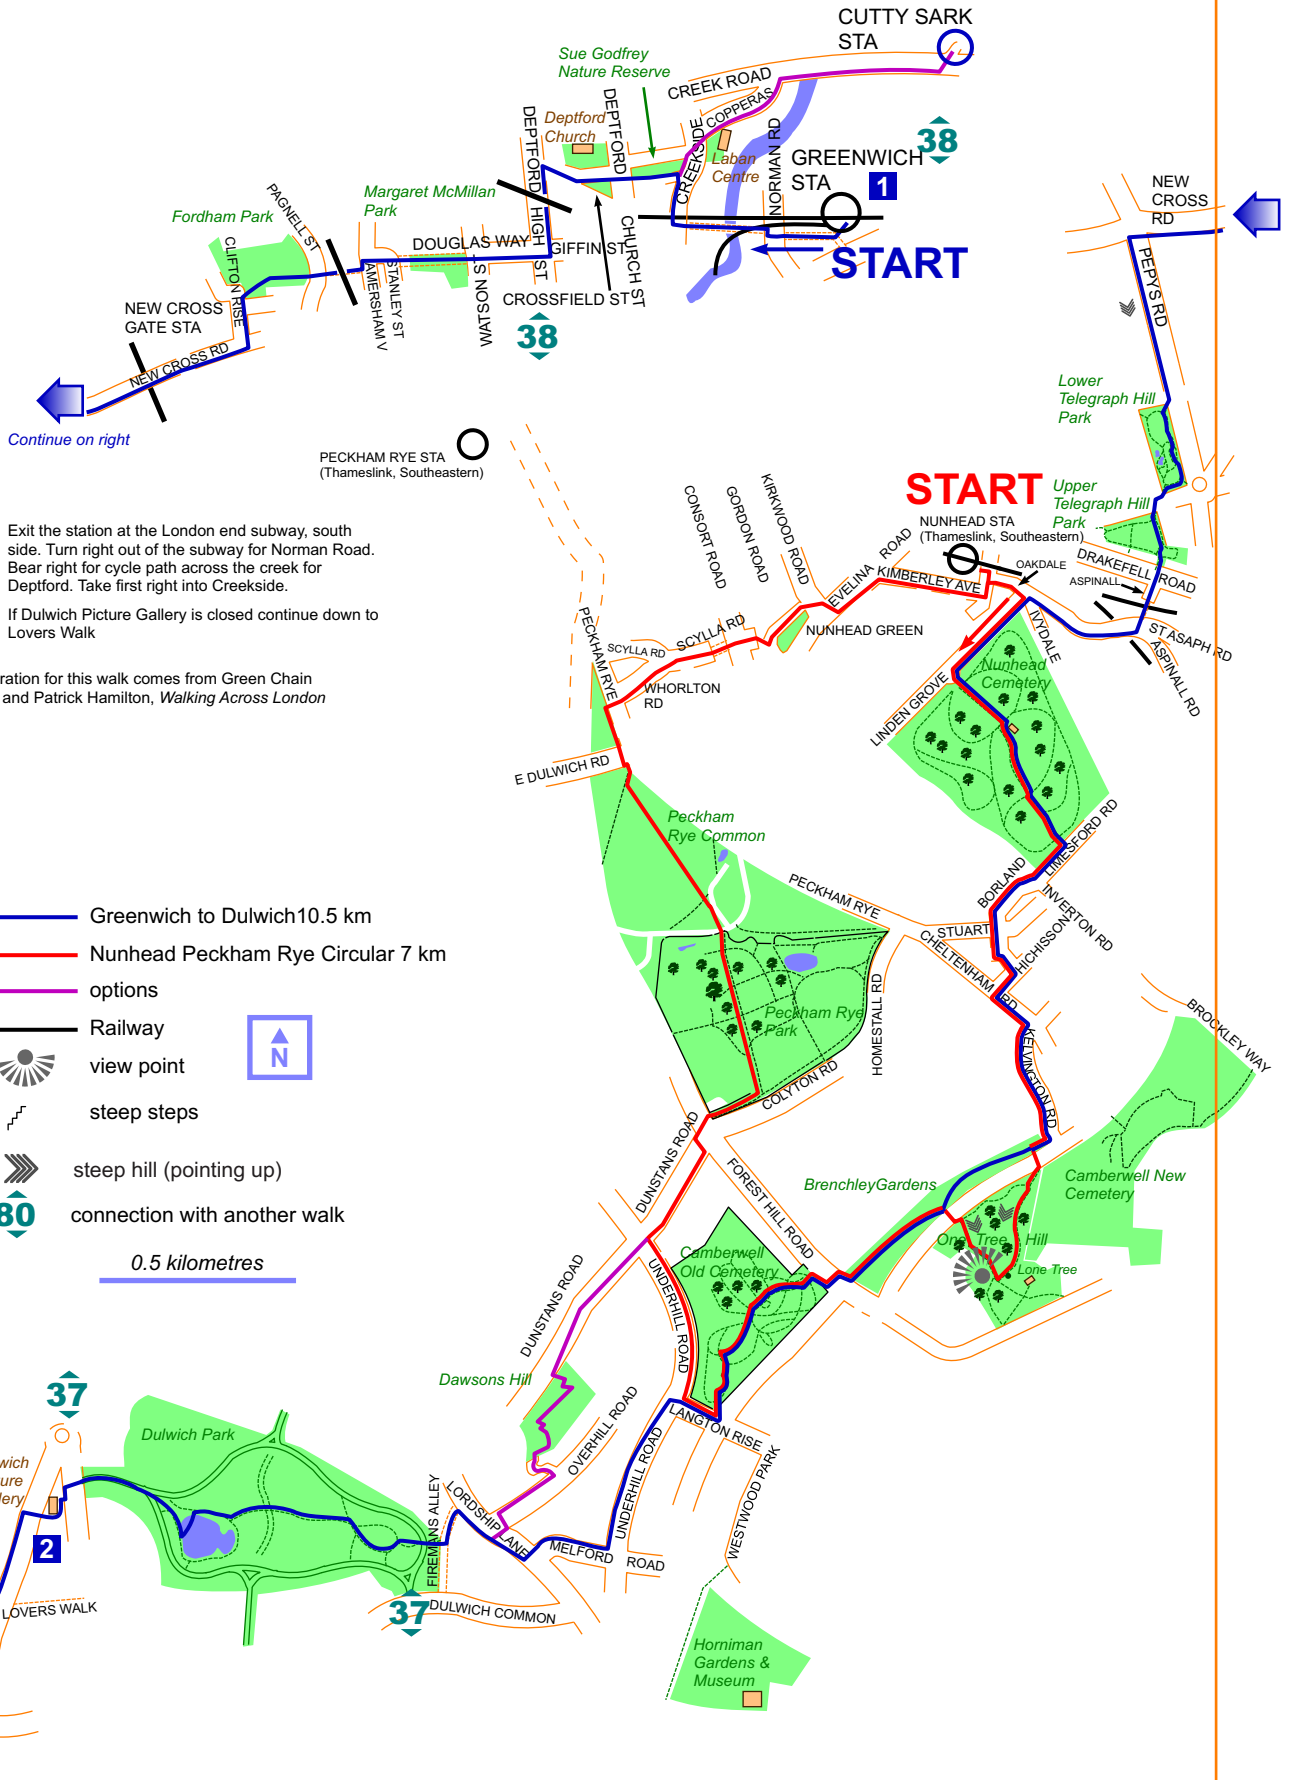 CUTTY SARK
STA
Sue Godfrey
Nature Reserve
CREEK ROAD
COPPERAS
DEPTFORD
HIGH
ST
DEPTFORD
CHURCH ST
Deptford
Church
CREEKSIDE
Laban
Centre
NORMAN RD
38
GREENWICH
STA
1
START
NEW
CROSS
RD
PEPYS RD
PAGNELL ST
Margaret McMillan
Park
Fordham Park
CLIFTON RISE
DOUGLAS WAY
GIFFIN ST
CROSSFIELD ST
STANLEY ST
AMERSHAM V
WATSON ST
38
NEW CROSS
GATE STA
NEW CROSS RD
Continue on right
PECKHAM RYE STA
(Thameslink, Southeastern)
Lower
Telegraph Hill
Park
START
Upper
Telegraph Hill
Park
NUNHEAD STA
(Thameslink, Southeastern)
DRAKEFELL ROAD
OAKDALE
ASPINALL
ST ASAPH RD
ASPINALL RD
IVYDALE
CONSORT ROAD
GORDON ROAD
KIRKWOOD ROAD
EVELINA
ROAD
KIMBERLEY AVE
NUNHEAD GREEN
SCYLLA RD
SCYLLA RD
WHORLTON
RD
PECKHAM RYE
Exit the station at the London end subway, south
side. Turn right out of the subway for Norman Road.
Bear right for cycle path across the creek for
Deptford. Take first right into Creekside.
If Dulwich Picture Gallery is closed continue down to
Lovers Walk
ration for this walk comes from Green Chain
and Patrick Hamilton, Walking Across London
Nunhead
Cemetery
LINDEN GROVE
E DULWICH RD
Peckham
Rye Common
LIMESFORD RD
BORLAND
INVERTON RD
PECKHAM RYE
STUART
CHELTENHAM
RD
HICHISSON
HOMESTALL RD
Peckham Rye
Park
COLYTON RD
KELVINGTON RD
BROCKLEY WAY
Greenwich to Dulwich10.5 km
Nunhead Peckham Rye Circular 7 km
options
Railway
view point
N
steep steps
steep hill (pointing up)
80
connection with another walk
0.5 kilometres
DUNSTANS ROAD
FOREST HILL ROAD
BrenchleyGardens
Camberwell New
Cemetery
One Tree Hill
Lone Tree
Camberwell
Old Cemetery
DUNSTANS ROAD
UNDERHILL ROAD
Dawsons Hill
OVERHILL ROAD
LANGTON RISE
UNDERHILL ROAD
WESTWOOD PARK
37
Dulwich Park
wich
ure
lery
2
LOVERS WALK
FIREMANS ALLEY
LORDSHIP LANE
MELFORD ROAD
37
DULWICH COMMON
Horniman
Gardens &
Museum